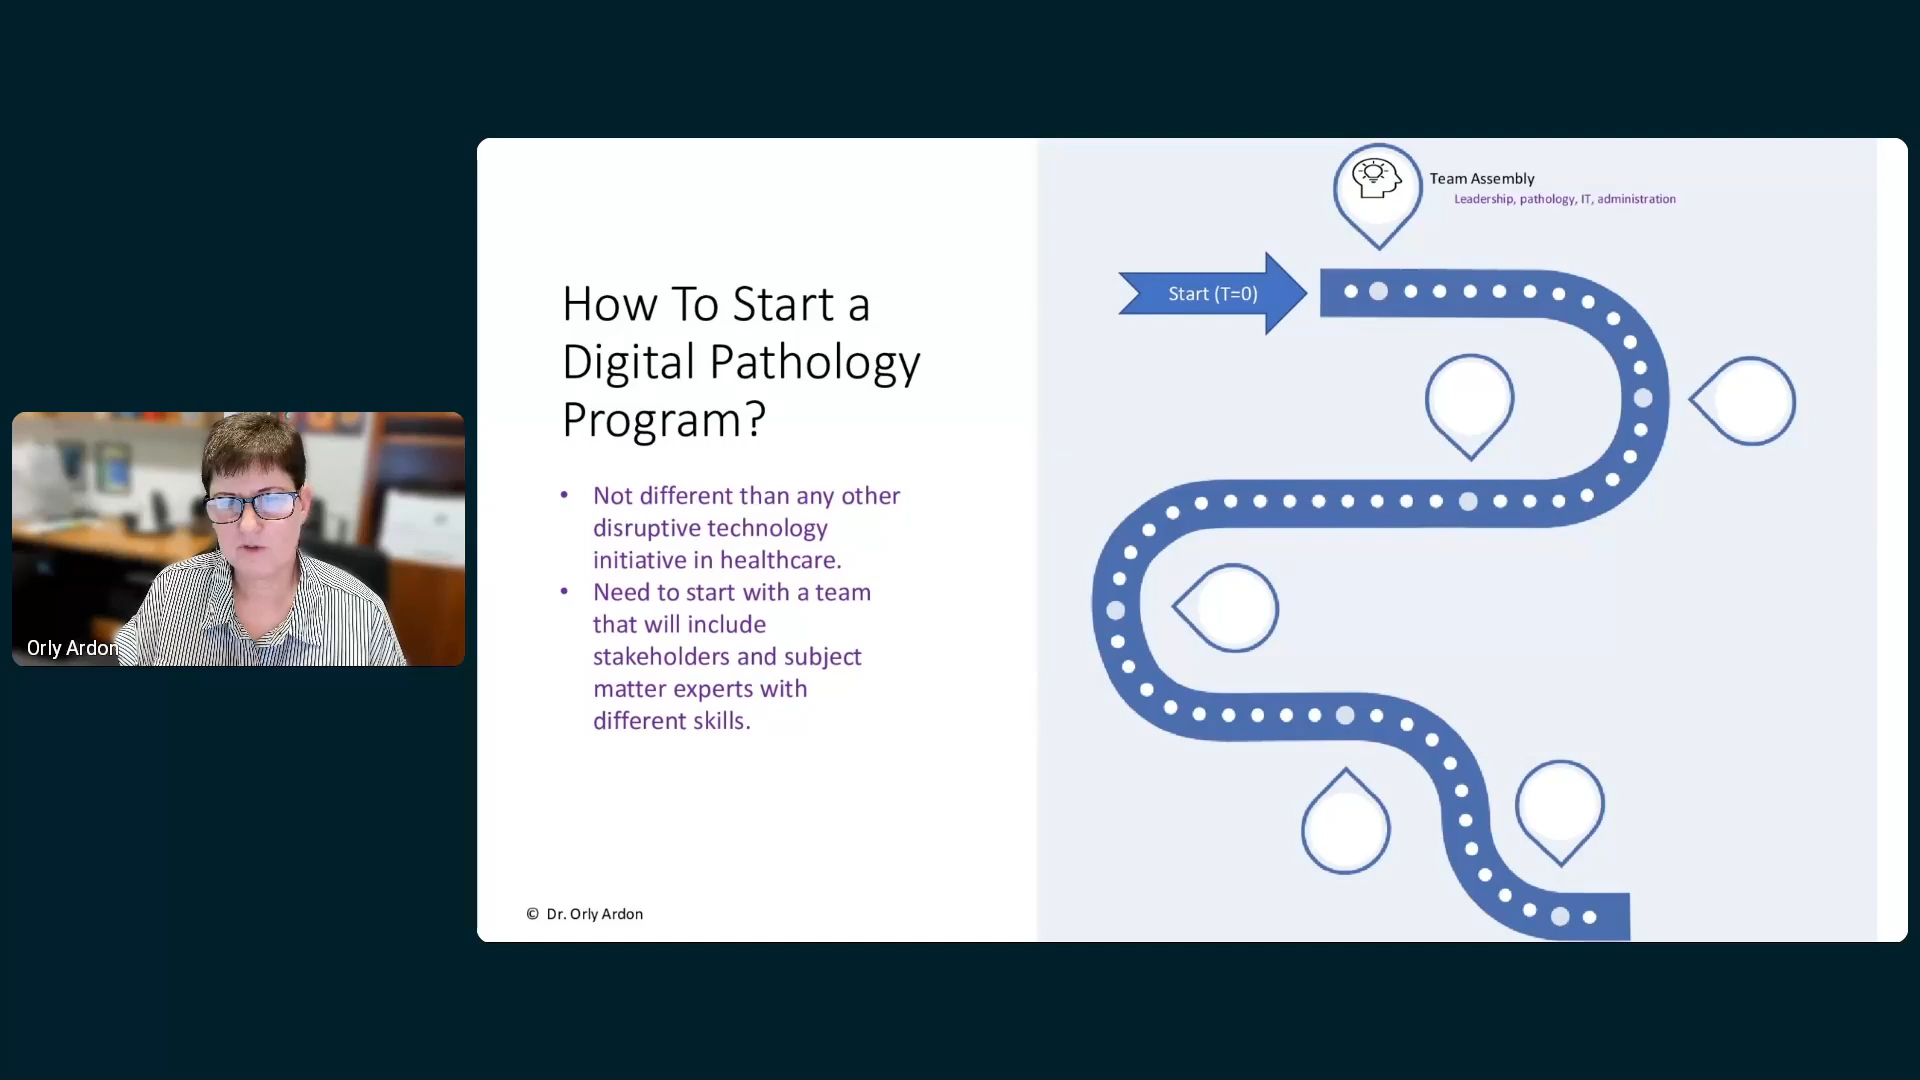 Orly Ardon
How To Start a
Digital Pathology
Program?
• Not different than any other
disruptive technology
initiative in healthcare.
• Need to start with a team
that will include
stakeholders and subject
matter experts with
different skills.
© Dr. Orly Ardon
Team Assembly
Leadership, pathology, IT, administration
Start (T=0)